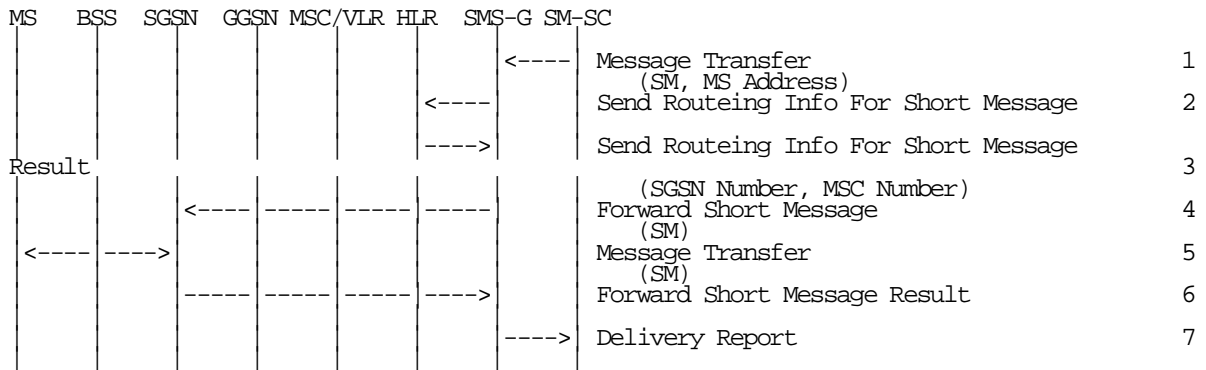 MS BSS SGSN GGSN MSC/VLR HLR SMS-G SM-SC
Message Transfer 1
(SM, MS Address)
Send Routeing Info For Short Message 2
Send Routeing Info For Short Message
Result 3
(SGSN Number, MSC Number)
Forward Short Message 4
(SM)
Message Transfer 5
(SM)
Forward Short Message Result 6
Delivery Report 7